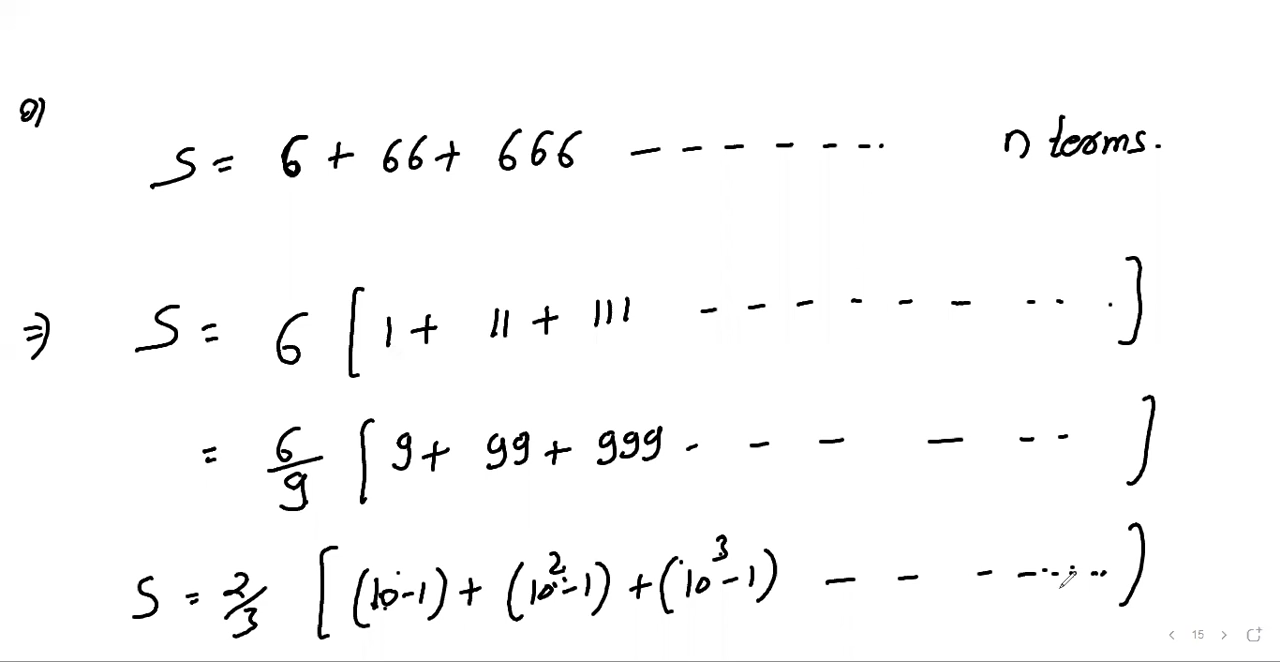 Q)
S = 6 + 66 + 666 - - - - - - - . n terms.
⇒ S = 6 [ 1 + 11 + 111 - - - - - - - - - . ]
= 6/9 [ 9 + 99 + 999 - - - - - - ]
S = 2/3 [ (10-1) + (10²-1) + (10³-1) - - - - - - - - ]
< 15 >